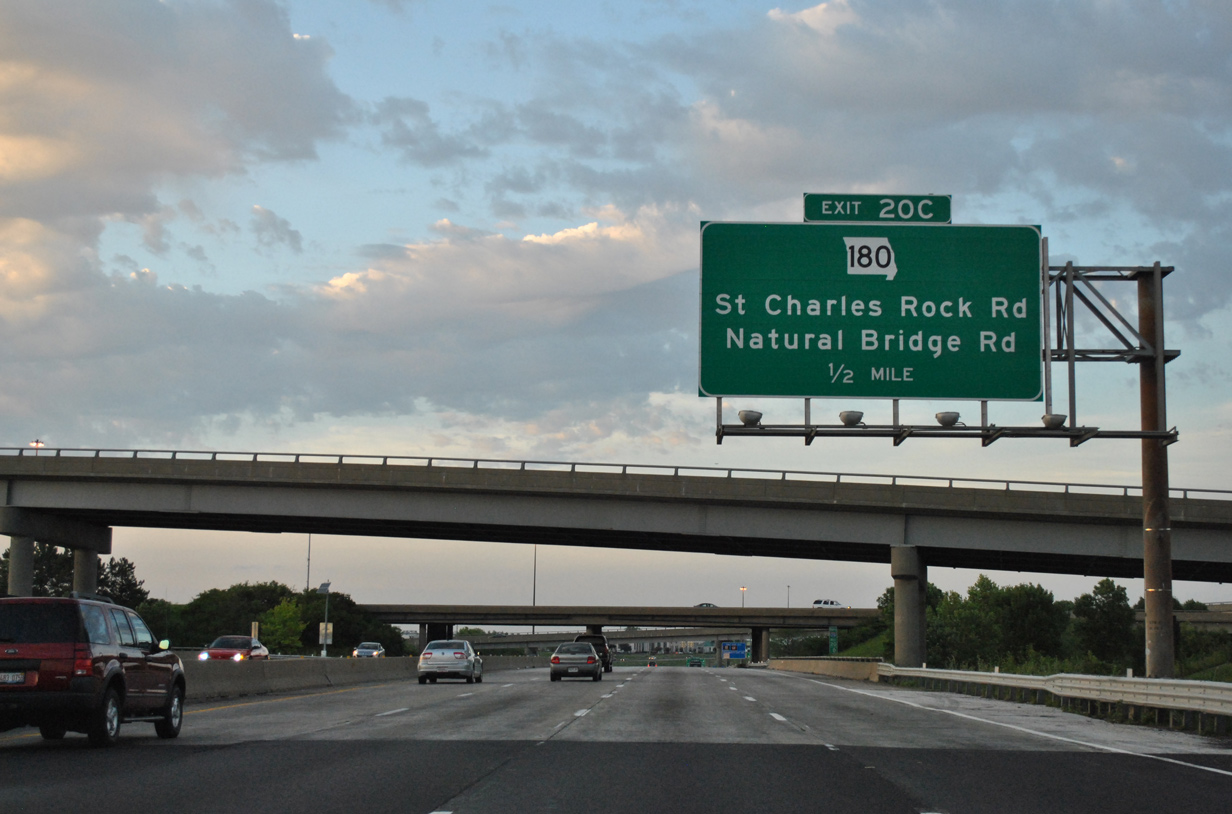 EXIT 20C
180
St Charles Rock Rd
Natural Bridge Rd
1/2 MILE